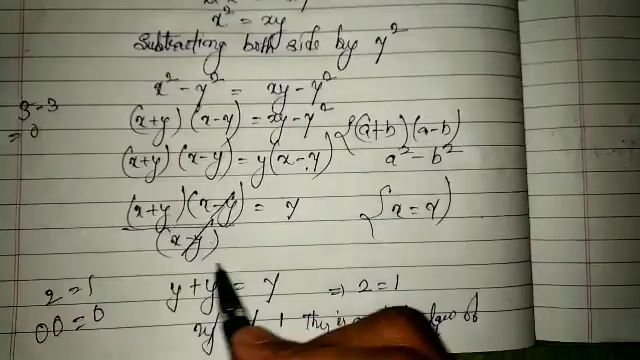 x² = xy
Subtracting both side by y²
x² - y² = xy - y²
3-3
= 0
(x+y) (x-y) = xy - y² {(a+b) (a-b)
(x+y) (x-y) = y(x-y) a² - b²
(x+y) (x-y) = y {x = y)
(x-y)
2 = 1 y + y = y ⇒ 2 = 1
00 = 0 1 This is